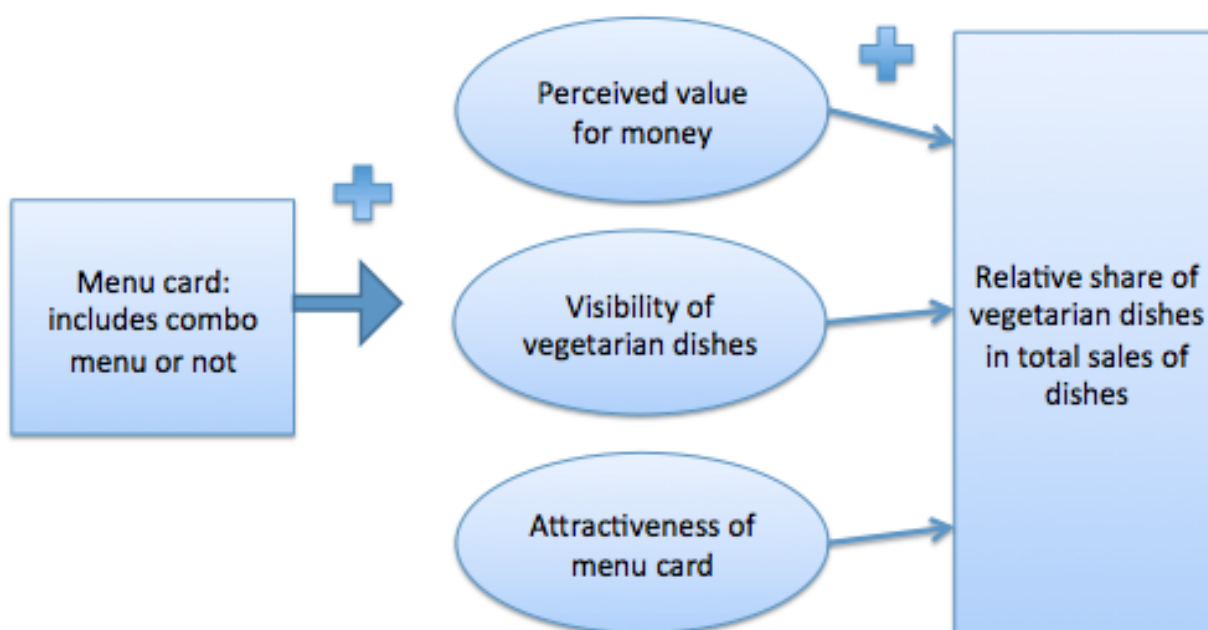 Perceived value
for money
Menu card:
includes combo
menu or not
Visibility of
vegetarian dishes
Attractiveness of
menu card
Relative share of
vegetarian dishes
in total sales of
dishes